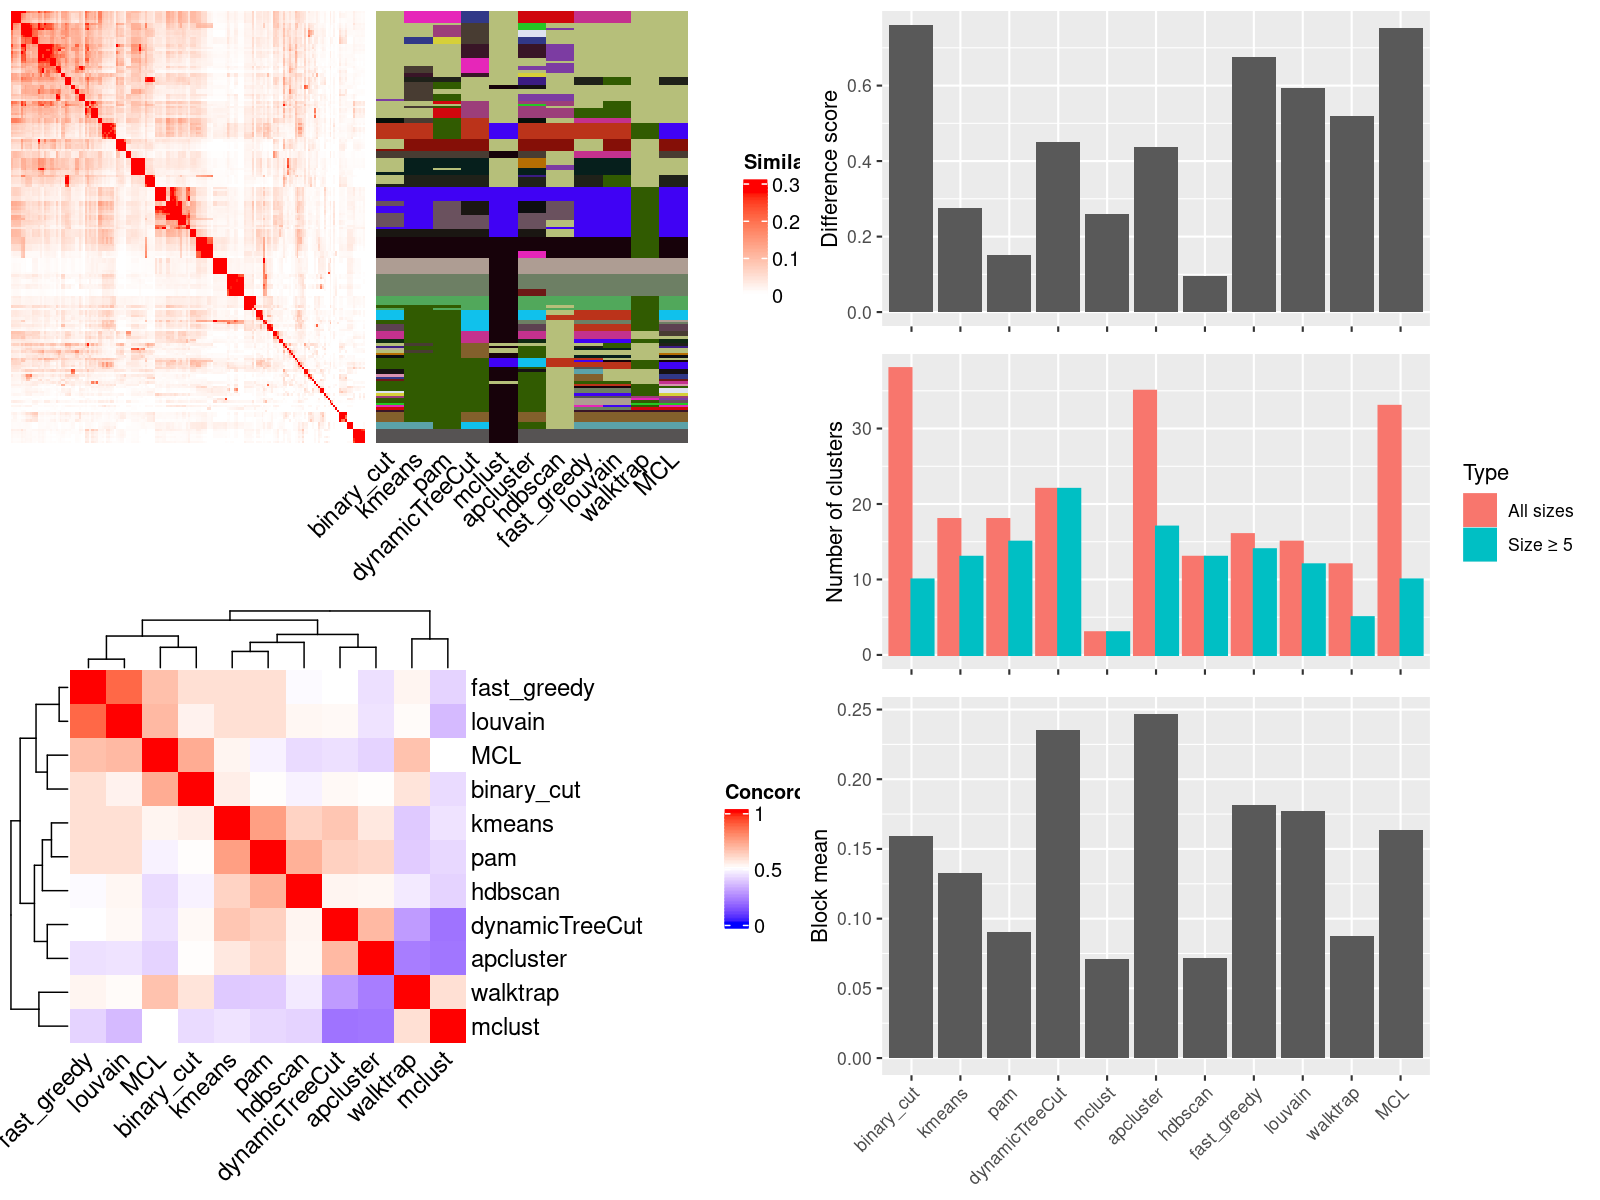 Simila
0.3
0.2
0.1
0
binary_cut
kmeans
pam
dynamicTreeCut
mclust
apcluster
hdbscan
fast_greedy
louvain
walktrap
MCL
fast_greedy
louvain
MCL
binary_cut
kmeans
pam
hdbscan
dynamicTreeCut
apcluster
walktrap
mclust
fast_greedy
louvain
MCL
binary_cut
kmeans
pam
hdbscan
dynamicTreeCut
apcluster
walktrap
mclust
Concord
1
0.5
0
Difference score
0.6
0.4
0.2
0.0
Number of clusters
30
20
10
0
Type
All sizes
Size ≥ 5
Block mean
0.25
0.20
0.15
0.10
0.05
0.00
binary_cut
kmeans
pam
dynamicTreeCut
mclust
apcluster
hdbscan
fast_greedy
louvain
walktrap
MCL